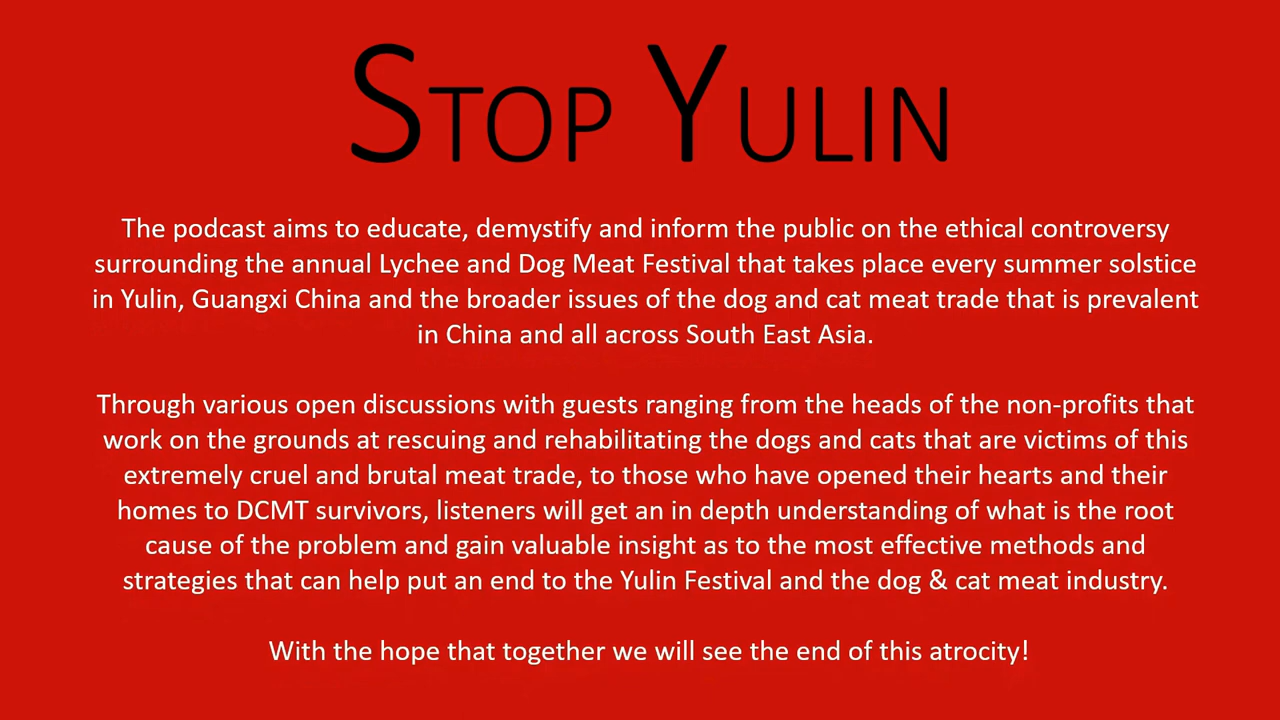 STOP YULIN
The podcast aims to educate, demystify and inform the public on the ethical controversy
surrounding the annual Lychee and Dog Meat Festival that takes place every summer solstice
in Yulin, Guangxi China and the broader issues of the dog and cat meat trade that is prevalent
in China and all across South East Asia.
Through various open discussions with guests ranging from the heads of the non-profits that
work on the grounds at rescuing and rehabilitating the dogs and cats that are victims of this
extremely cruel and brutal meat trade, to those who have opened their hearts and their
homes to DCMT survivors, listeners will get an in depth understanding of what is the root
cause of the problem and gain valuable insight as to the most effective methods and
strategies that can help put an end to the Yulin Festival and the dog & cat meat industry.
With the hope that together we will see the end of this atrocity!